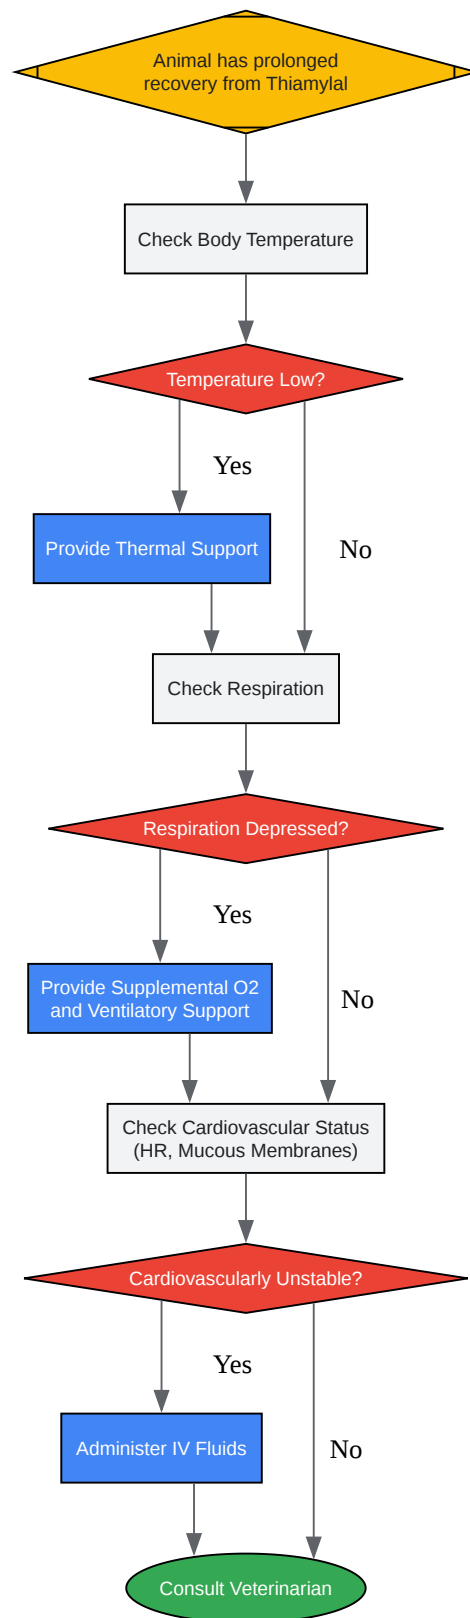 Animal has prolonged
recovery from Thiamylal
Check Body Temperature
Temperature Low?
Yes
Provide Thermal Support
No
Check Respiration
Respiration Depressed?
Yes
Provide Supplemental O2
and Ventilatory Support
No
Check Cardiovascular Status
(HR, Mucous Membranes)
Cardiovascularly Unstable?
Yes
Administer IV Fluids
No
Consult Veterinarian